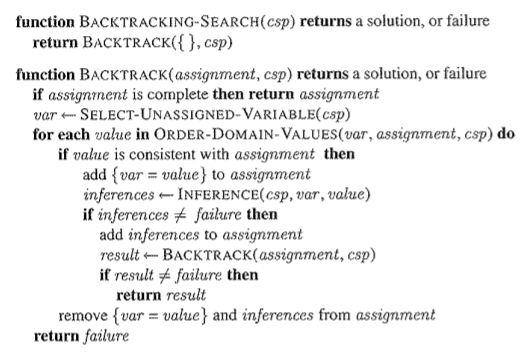 function BACKTRACKING-SEARCH(csp) returns a solution, or failure
return BACKTRACK({ }, csp)
function BACKTRACK(assignment, csp) returns a solution, or failure
if assignment is complete then return assignment
var ← SELECT-UNASSIGNED-VARIABLE(csp)
for each value in ORDER-DOMAIN-VALUES(var, assignment, csp) do
if value is consistent with assignment then
add {var = value} to assignment
inferences ← INFERENCE(csp, var, value)
if inferences ≠ failure then
add inferences to assignment
result ← BACKTRACK(assignment, csp)
if result ≠ failure then
return result
remove {var = value} and inferences from assignment
return failure